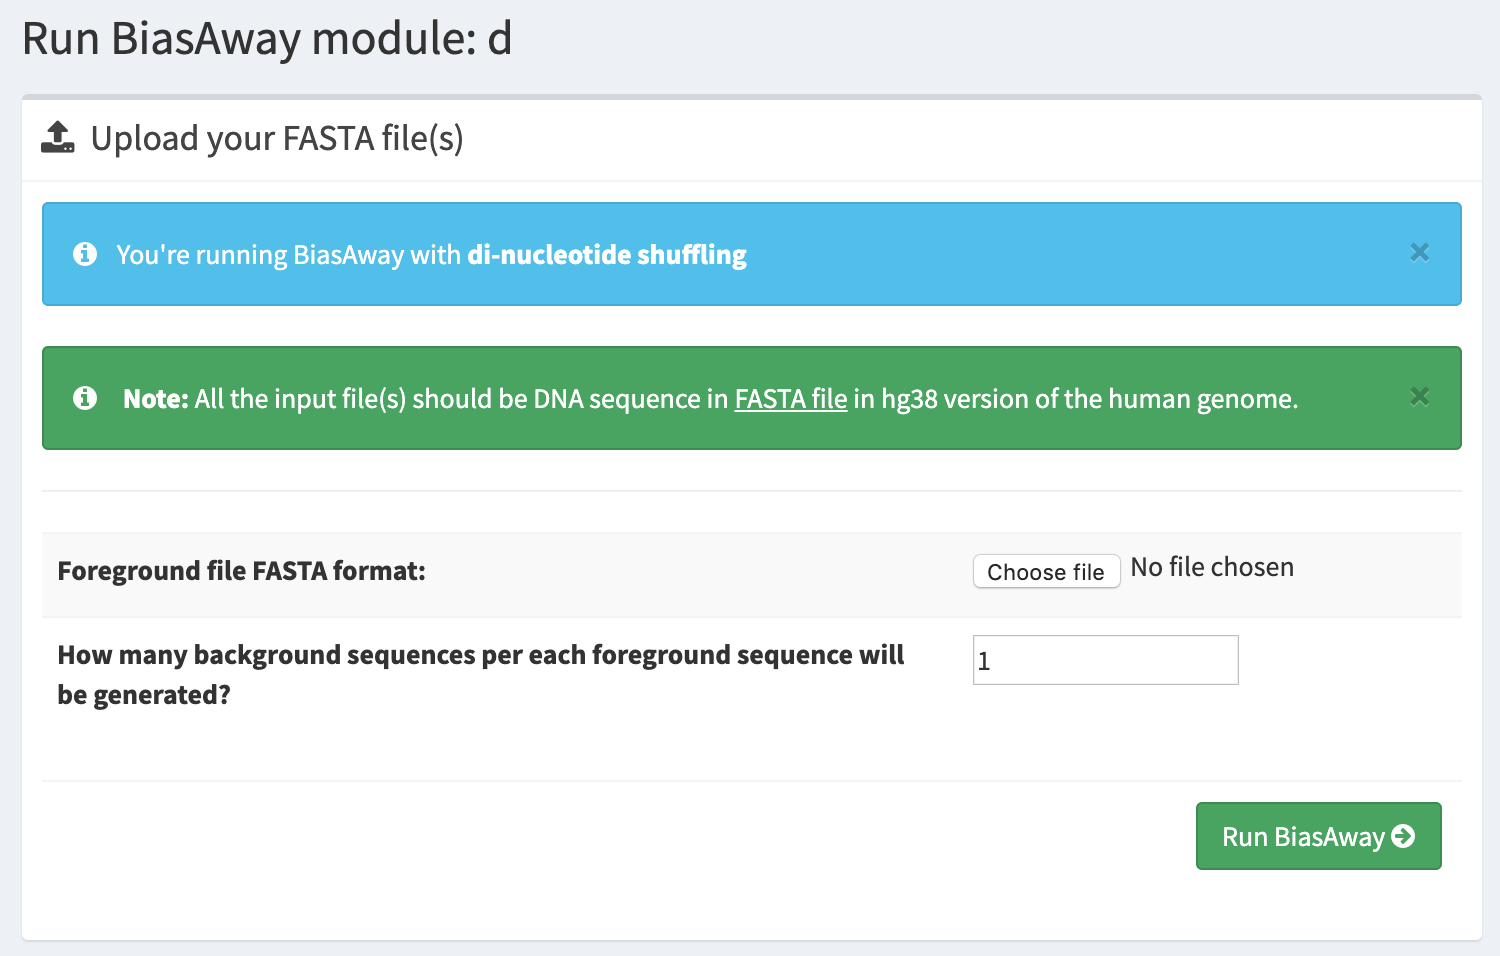 Run BiasAway module: d
Upload your FASTA file(s)
You're running BiasAway with di-nucleotide shuffling
Note: All the input file(s) should be DNA sequence in FASTA file in hg38 version of the human genome.
Foreground file FASTA format:
Choose file No file chosen
How many background sequences per each foreground sequence will
be generated?
1
Run BiasAway